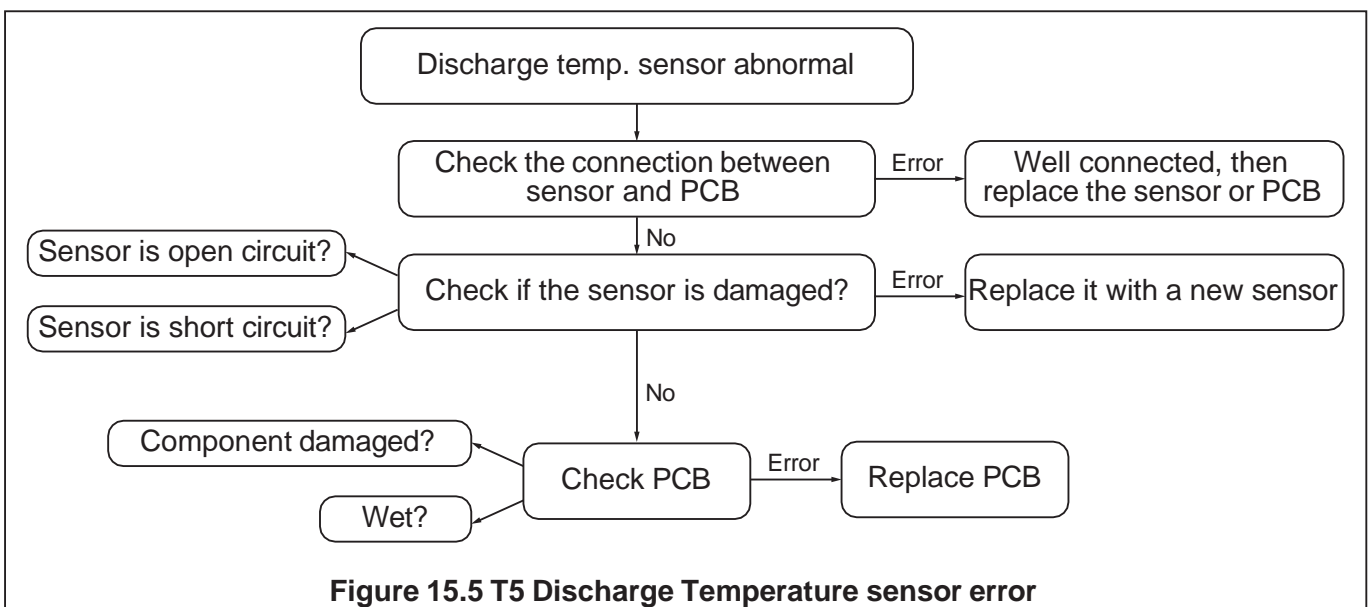 Discharge temp. sensor abnormal
Check the connection between
sensor and PCB
Error
Well connected, then
replace the sensor or PCB
No
Sensor is open circuit?
Check if the sensor is damaged?
Error
Replace it with a new sensor
Sensor is short circuit?
No
Component damaged?
Check PCB
Error
Replace PCB
Wet?
Figure 15.5 T5 Discharge Temperature sensor error